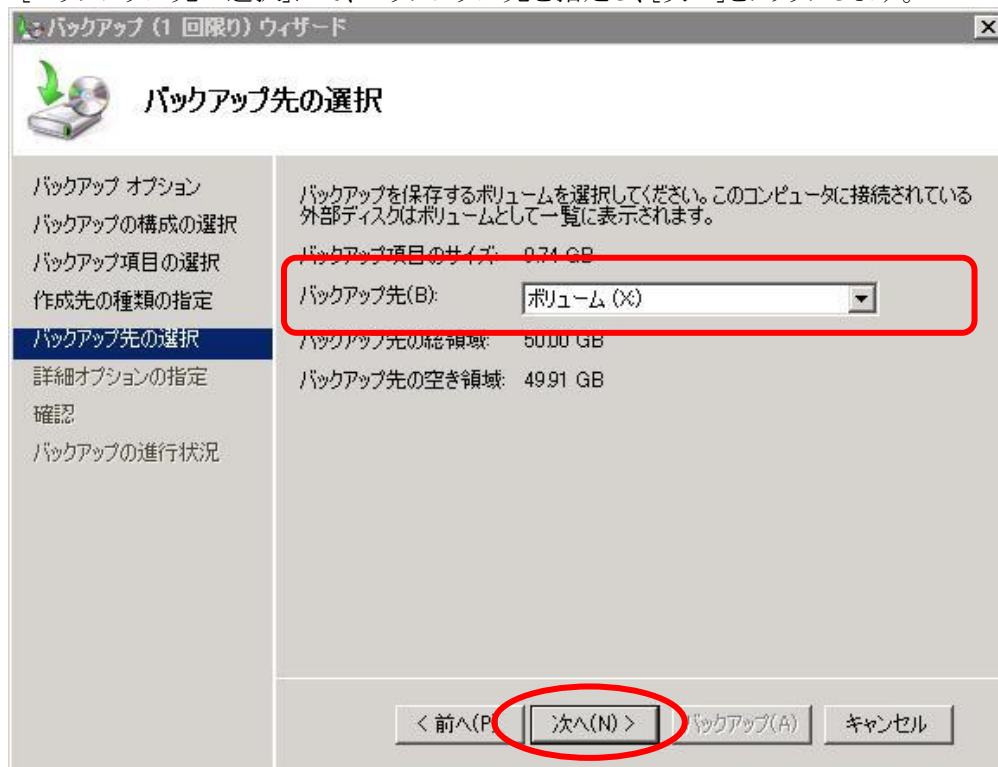 バックアップ (1 回限り) ウィザード
バックアップ先の選択
バックアップ オプション
バックアップの構成の選択
バックアップ項目の選択
作成先の種類の指定
バックアップ先の選択
詳細オプションの指定
確認
バックアップの進行状況
バックアップを保存するボリュームを選択してください。このコンピュータに接続されている
外部ディスクはボリュームとして一覧に表示されます。
バックアップ項目のサイズ: 0.74 GB
バックアップ先(B): ボリューム (X:)
バックアップ先の総領域: 50.00 GB
バックアップ先の空き領域: 49.91 GB
< 前へ(P) 次へ(N) > バックアップ(A) キャンセル